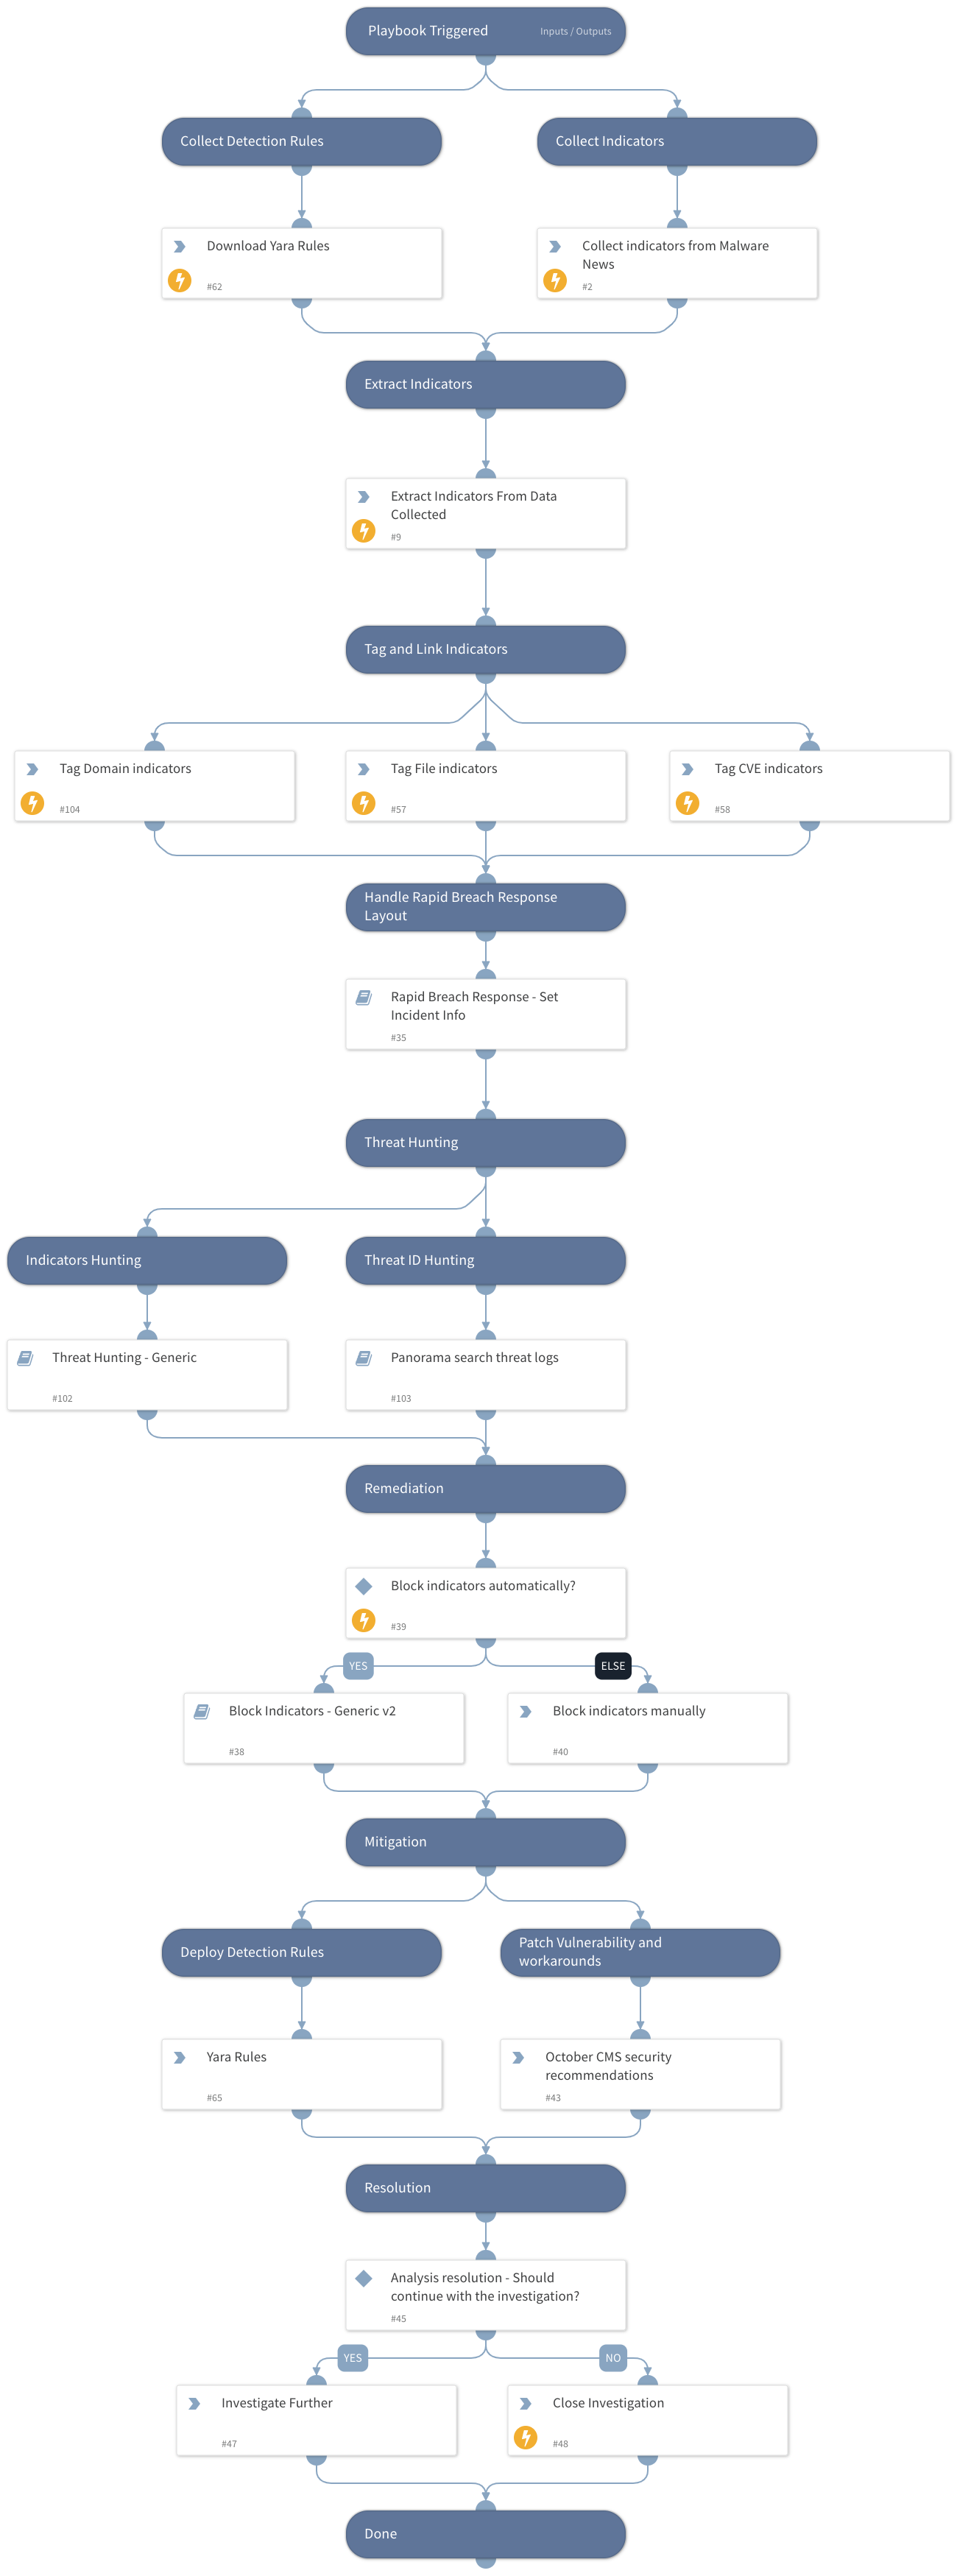 Playbook Triggered
Inputs / Outputs
Collect Detection Rules
Collect Indicators
Download Yara Rules
#62
Collect indicators from Malware
News
#2
Extract Indicators
Extract Indicators From Data
Collected
#9
Tag and Link Indicators
Tag Domain indicators
#104
Tag File indicators
#57
Tag CVE indicators
#58
Handle Rapid Breach Response
Layout
Rapid Breach Response - Set
Incident Info
#35
Threat Hunting
Indicators Hunting
Threat ID Hunting
Threat Hunting - Generic
#102
Panorama search threat logs
#103
Remediation
Block indicators automatically?
#39
YES
ELSE
Block Indicators - Generic v2
#38
Block indicators manually
#40
Mitigation
Deploy Detection Rules
Patch Vulnerability and
workarounds
Yara Rules
#65
October CMS security
recommendations
#43
Resolution
Analysis resolution - Should
continue with the investigation?
#45
YES
NO
Investigate Further
#47
Close Investigation
#48
Done